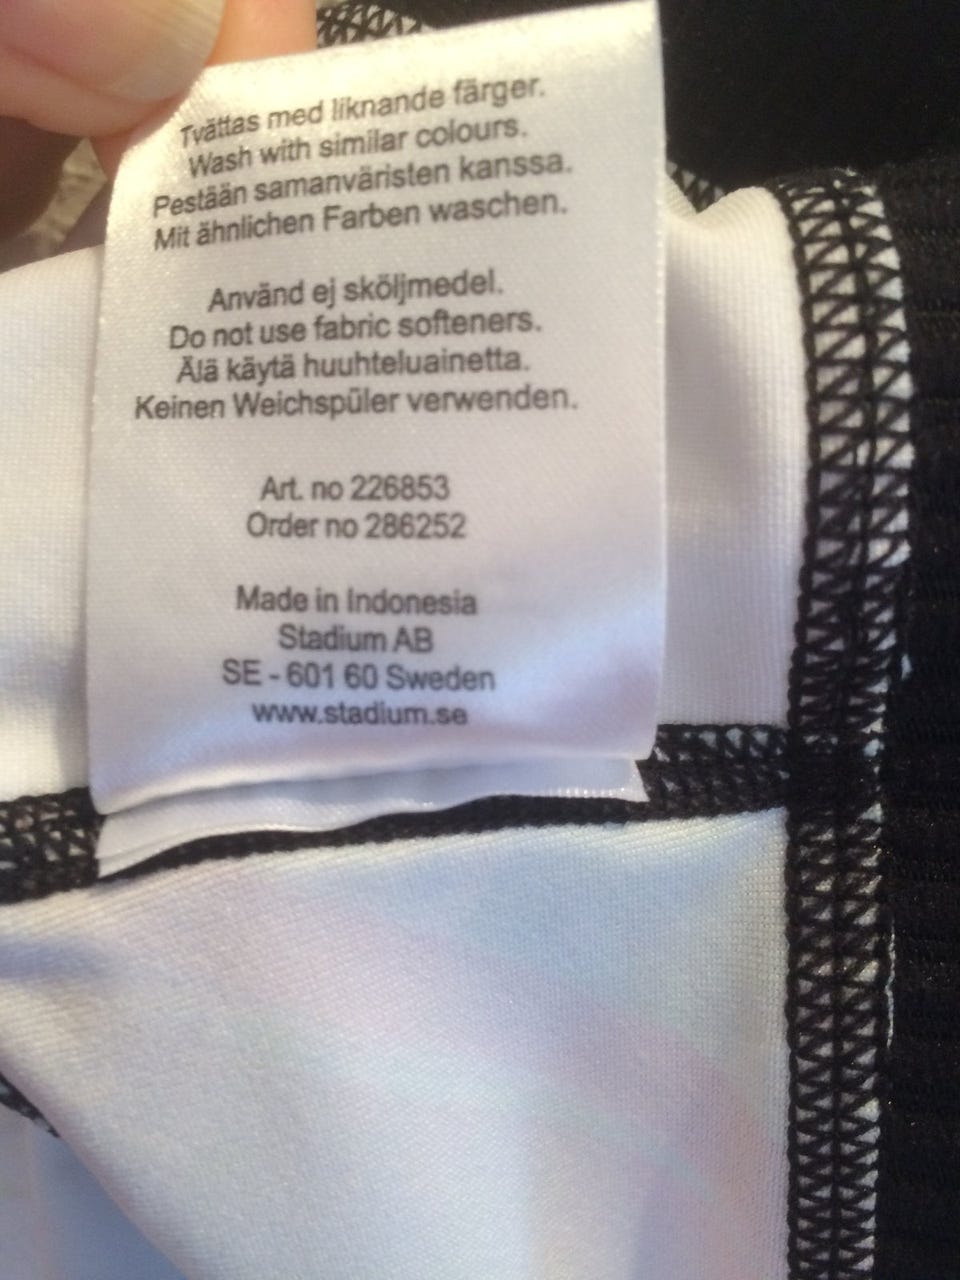 Tvättas med liknande färger.
Wash with similar colours.
Pestään samanväristen kanssa.
Mit ähnlichen Farben waschen.
Använd ej sköljmedel.
Do not use fabric softeners.
Älä käytä huuhteluainetta.
Keinen Weichspüler verwenden.
Art. no 226853
Order no 286252
Made in Indonesia
Stadium AB
SE - 601 60 Sweden
www.stadium.se